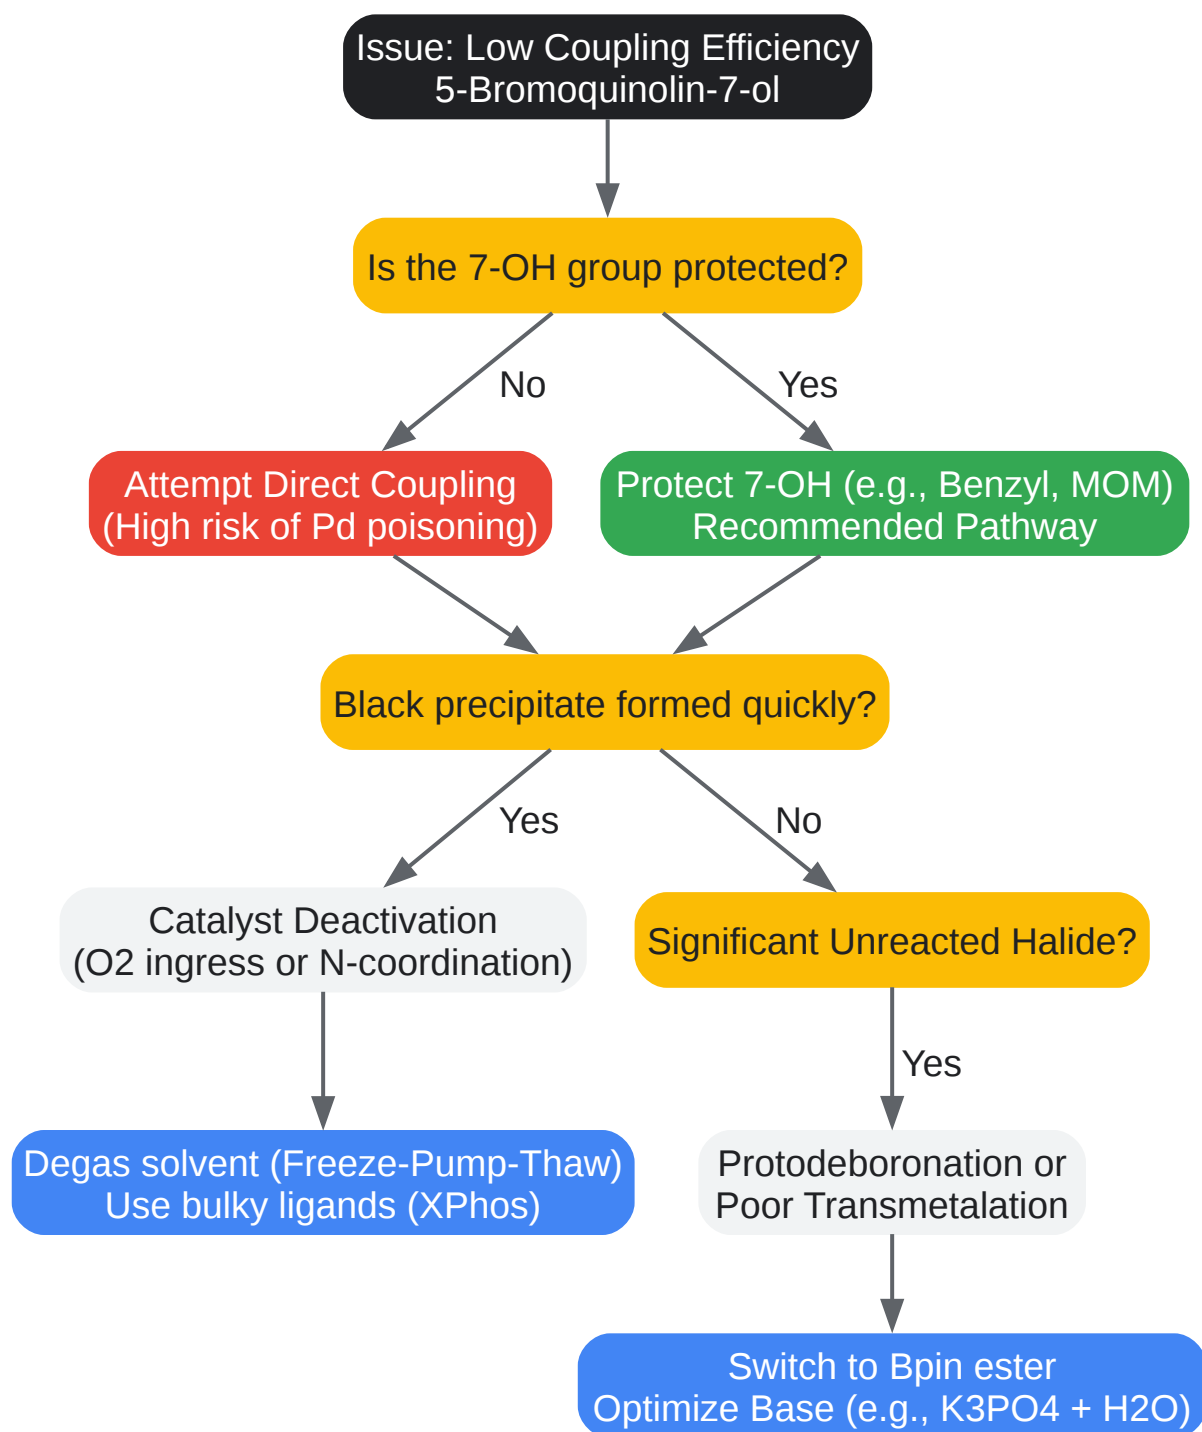 Issue: Low Coupling Efficiency
5-Bromoquinolin-7-ol
Is the 7-OH group protected?
No
Yes
Attempt Direct Coupling
(High risk of Pd poisoning)
Protect 7-OH (e.g., Benzyl, MOM)
Recommended Pathway
Black precipitate formed quickly?
Yes
No
Catalyst Deactivation
(O2 ingress or N-coordination)
Significant Unreacted Halide?
Yes
Degas solvent (Freeze-Pump-Thaw)
Use bulky ligands (XPhos)
Protodeboronation or
Poor Transmetalation
Switch to Bpin ester
Optimize Base (e.g., K3PO4 + H2O)